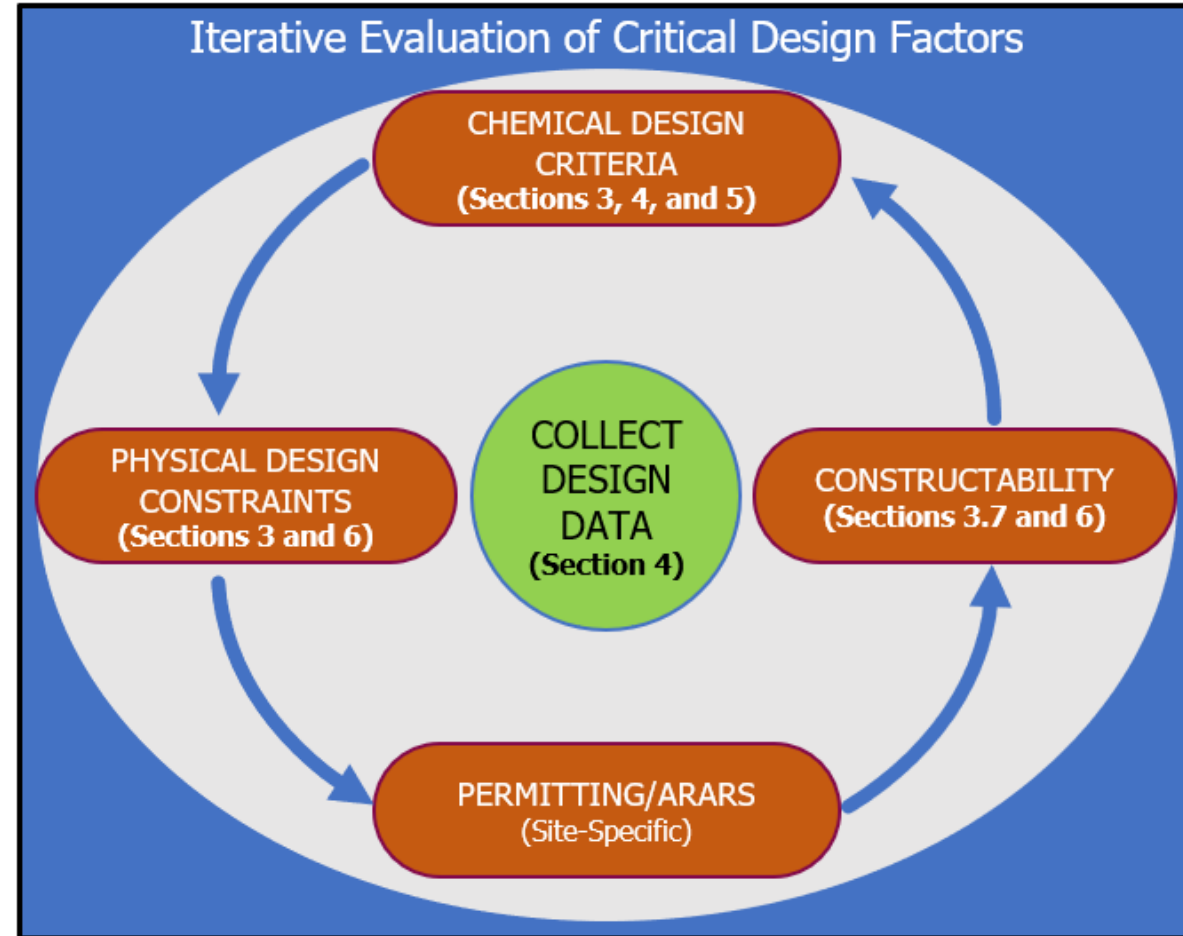 Iterative Evaluation of Critical Design Factors
CHEMICAL DESIGN
CRITERIA
(Sections 3, 4, and 5)
PHYSICAL DESIGN
CONSTRAINTS
(Sections 3 and 6)
COLLECT
DESIGN
DATA
(Section 4)
CONSTRUCTABILITY
(Sections 3.7 and 6)
PERMITTING/ARARS
(Site-Specific)